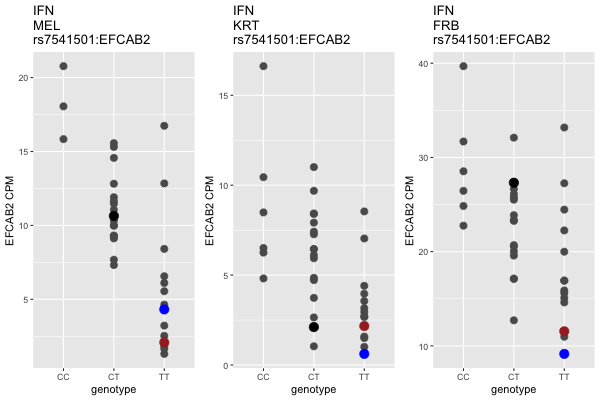 IFN
MEL
rs7541501:EFCAB2
20
15
10
5
EFCAB2 CPM
CC
CT
TT
genotype
IFN
KRT
rs7541501:EFCAB2
15
10
5
0
EFCAB2 CPM
CC
CT
TT
genotype
IFN
FRB
rs7541501:EFCAB2
40
30
20
10
EFCAB2 CPM
CC
CT
TT
genotype